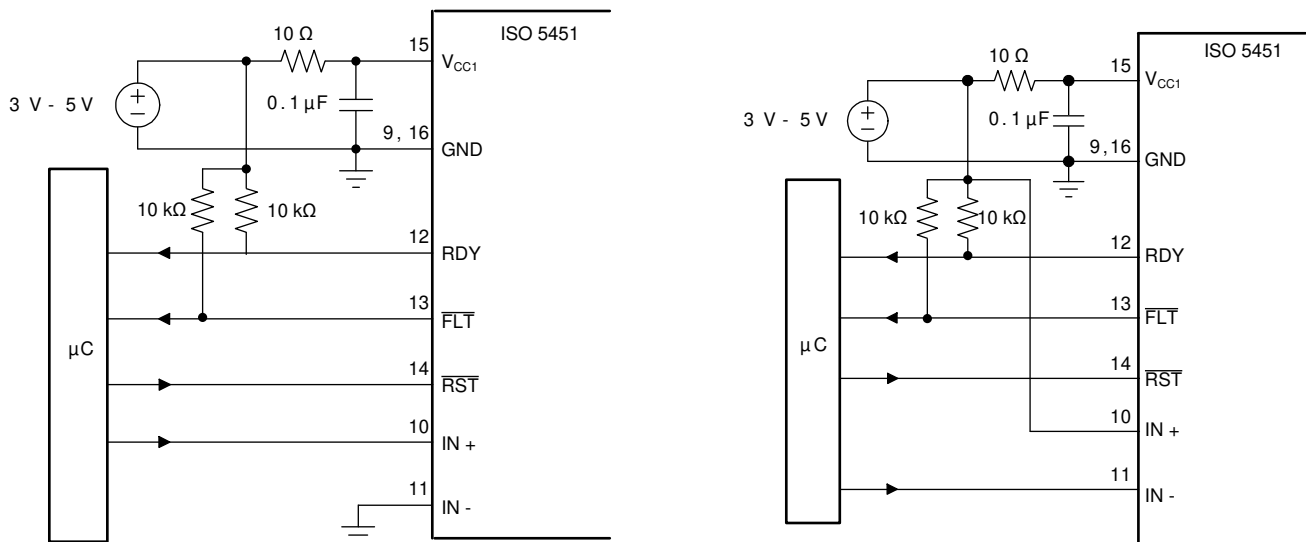 ISO 5451
10 Ω
15
VCC1
3 V - 5V
0.1 µF
9, 16
GND
10 kΩ
10 kΩ
12
RDY
13
FLT
µC
14
RST
10
IN +
11
IN -
ISO 5451
10 Ω
15
VCC1
3 V - 5V
0.1 µF
9, 16
GND
10 kΩ
10 kΩ
12
RDY
13
FLT
µC
14
RST
10
IN +
11
IN -